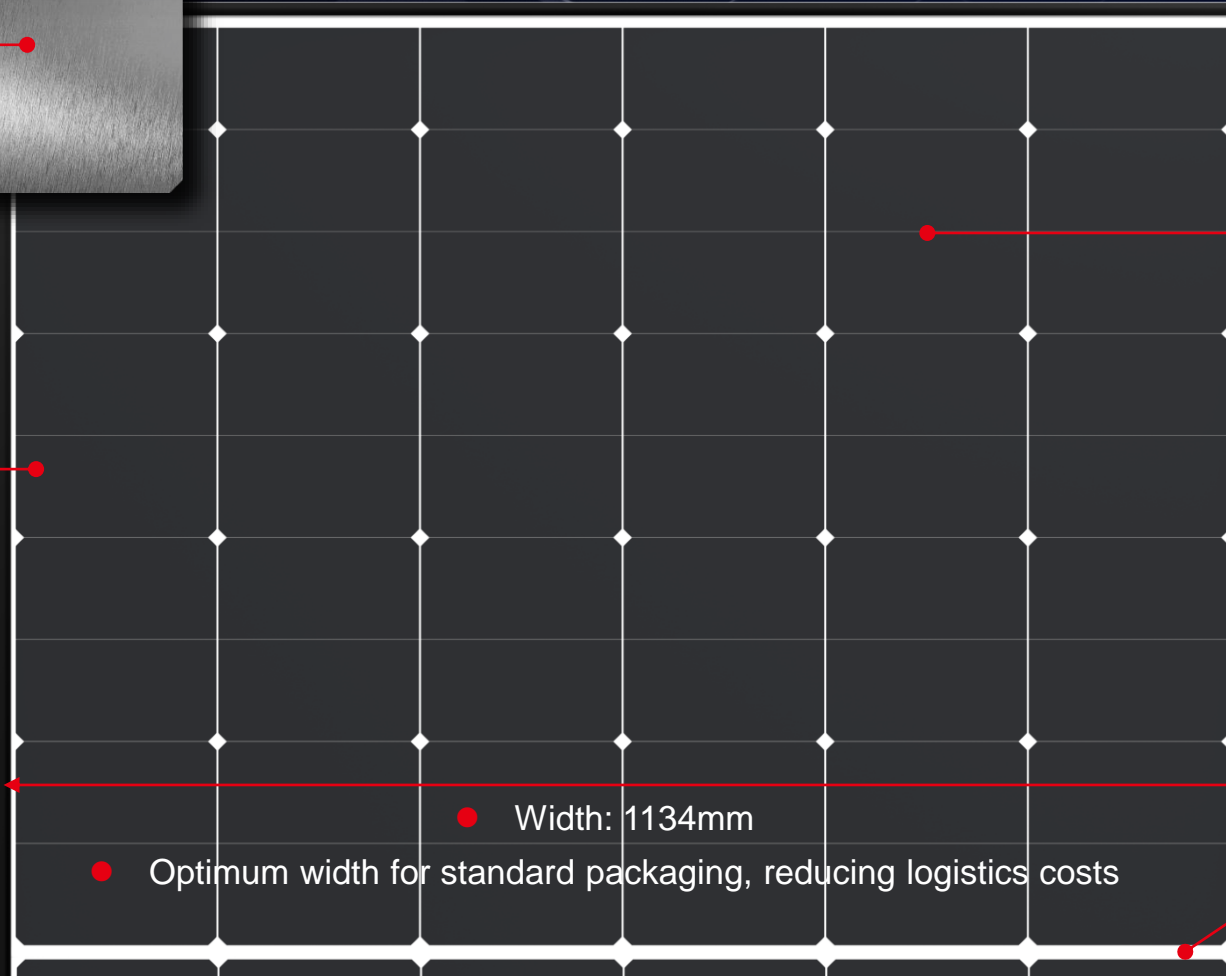 Width: 1134mm
Optimum width for standard packaging, reducing logistics costs